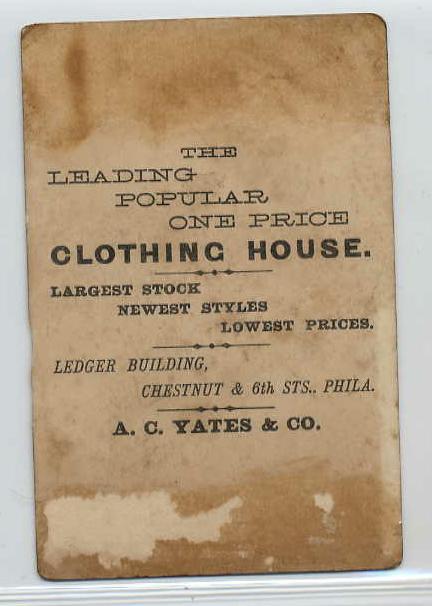 THE
LEADING
POPULAR
ONE PRICE
CLOTHING HOUSE.
LARGEST STOCK
NEWEST STYLES
LOWEST PRICES.
LEDGER BUILDING,
CHESTNUT & 6th STS.. PHILA.
A. C. YATES & CO.